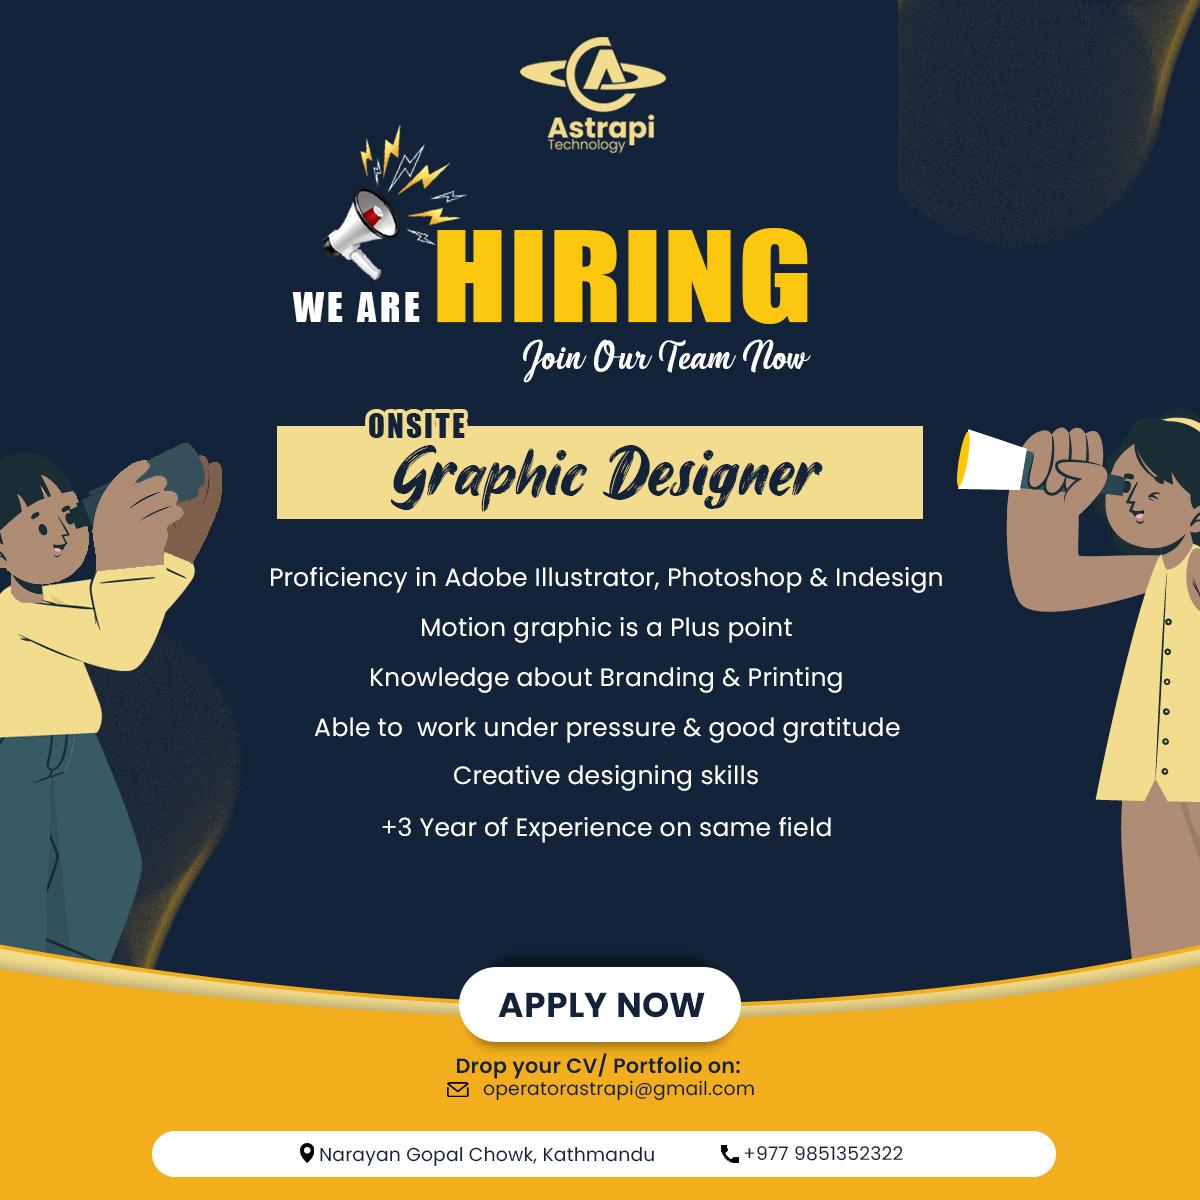 Astrapi
Technology
WE ARE HIRING
Join Our Team Now
ONSITE
Graphic Designer
Proficiency in Adobe Illustrator, Photoshop & Indesign
Motion graphic is a Plus point
Knowledge about Branding & Printing
Able to  work under pressure & good gratitude
Creative designing skills
+3 Year of Experience on same field
APPLY NOW
Drop your CV/ Portfolio on:
operatorastrapi@gmail.com
Narayan Gopal Chowk, Kathmandu +977 9851352322